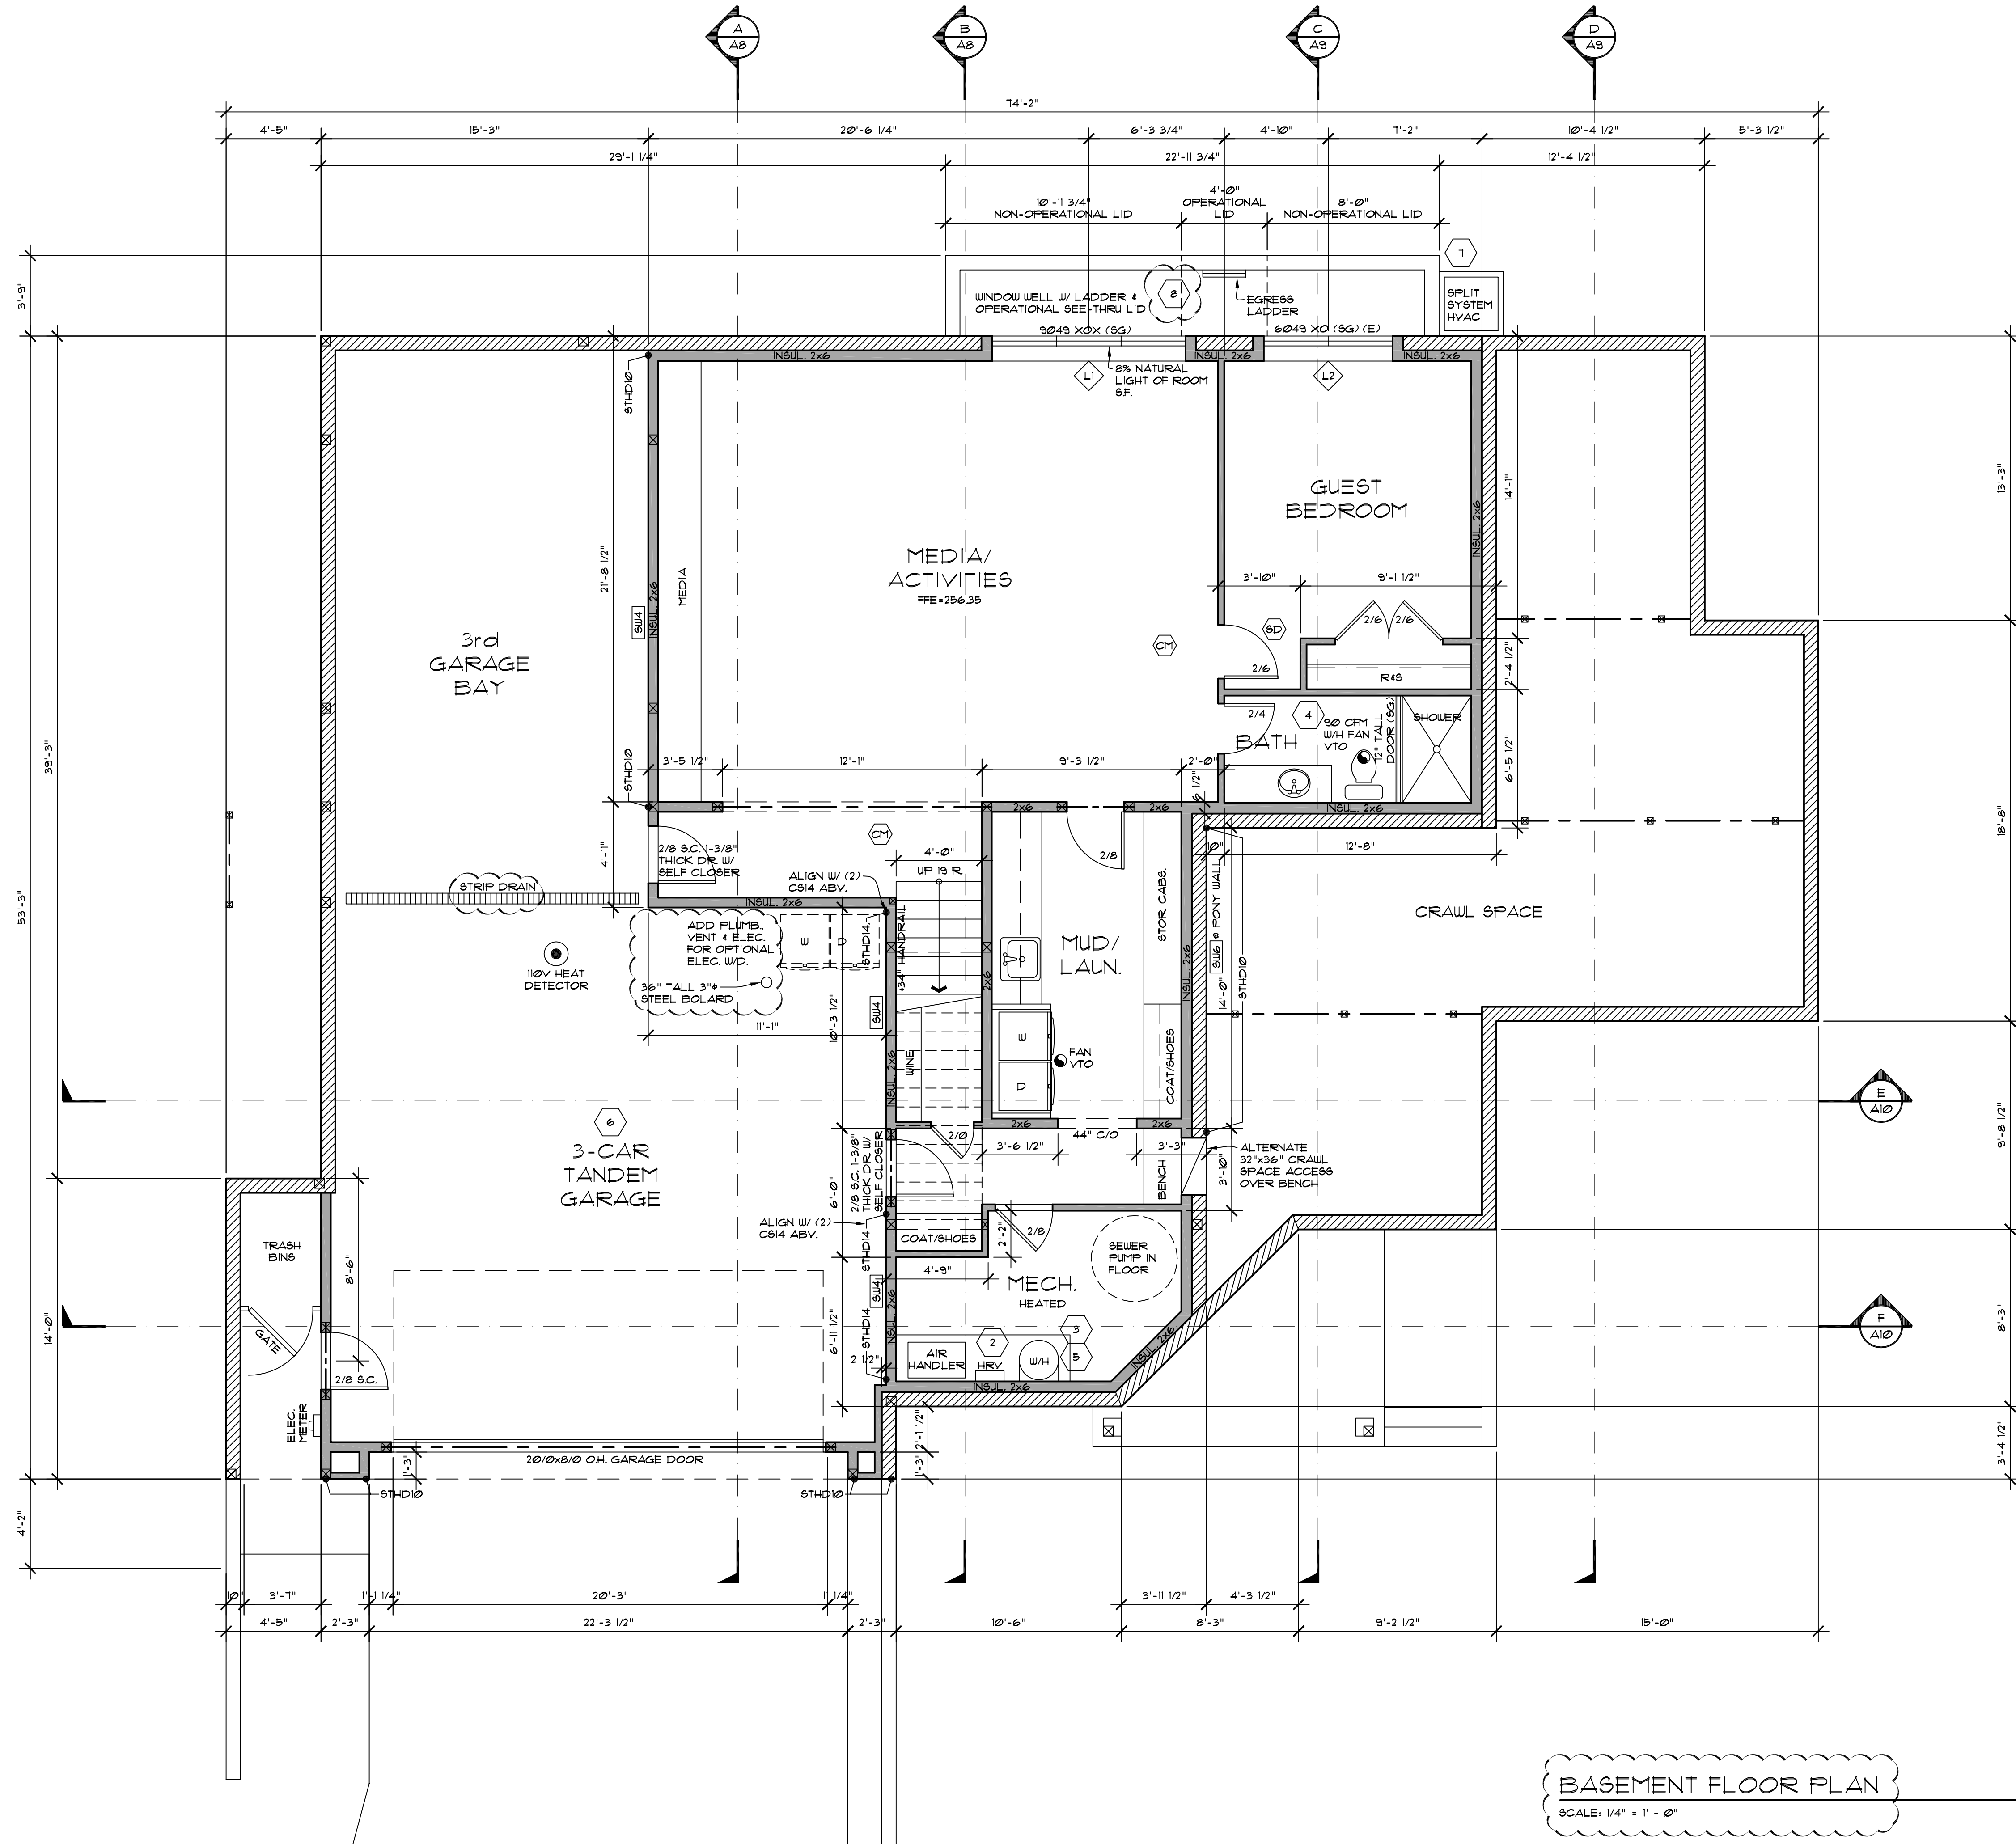 A
A8
B
A8
C
A9
D
A9
74'-2"
4'-5"
15'-3"
20'-6 1/4"
6'-3 3/4"
4'-10"
7'-2"
10'-4 1/2"
5'-3 1/2"
29'-1 1/4"
22'-11 3/4"
12'-4 1/2"
10'-11 3/4"
NON-OPERATIONAL LID
4'-0"
OPERATIONAL
LID
8'-0"
NON-OPERATIONAL LID
7
SPLIT
SYSTEM
HVAC
WINDOW WELL W/ LADDER &
OPERATIONAL SEE-THRU LID
8
EGRESS
LADDER
9049 XOX (SG)
6049 XO (SG) (E)
3'-9"
39'-3"
53'-3"
14'-0"
4'-2"
INSUL. 2x6
INSUL. 2x6
INSUL. 2x6
L1
8% NATURAL
LIGHT OF ROOM
S.F.
L2
STHD10
21'-8 1/2"
SW4
INSUL. 2x6
MEDIA
MEDIA/
ACTIVITIES
FFE=256.35
GUEST
BEDROOM
INSUL. 2x6
14'-1"
13'-3"
3'-10"
9'-1 1/2"
2/6
2/6
SD
CM
2/6
R&S
2'-4 1/2"
3rd
GARAGE
BAY
2/4
4
90 CFM
W/H FAN
VTO
12" TALL
DOOR (SG)
SHOWER
BATH
6'-5 1/2"
STHD10
3'-5 1/2"
12'-1"
9'-3 1/2"
2'-0"
6 1/2"
2x6
2x6
INSUL. 2x6
4'-11"
CM
2/8 S.C. 1-3/8"
THICK DR. W/
SELF CLOSER
4'-0"
UP 19 R.
2/8
10"
12'-8"
18'-8"
ALIGN W/ (2)
CS14 ABV.
STRIP DRAIN
INSUL. 2x6
CRAWL SPACE
STOR CABS.
SW6 @ PONY WALL
ADD PLUMB.,
VENT & ELEC.
FOR OPTIONAL
ELEC. W/D.
W
D
STHD14
+34" HANDRAIL
MUD/
LAUN.
2x6
INSUL. 2x6
14'-0"
STHD10
110V HEAT
DETECTOR
36" TALL 3"ϕ
STEEL BOLARD
11'-1"
10'-3 1/2"
SW4
INSUL. 2x6
WINE
W
D
FAN
VTO
COAT/SHOES
E
A10
9'-8 1/2"
6
3-CAR
TANDEM
GARAGE
2/0
2x6
44" C/O
2x6
3'-6 1/2"
3'-3"
3'-10"
ALTERNATE
32"x36" CRAWL
SPACE ACCESS
OVER BENCH
BENCH
6'-0"
2/8 S.C. 1-3/8"
THICK DR. W/
SELF CLOSER
ALIGN W/ (2)
CS14 ABV.
STHD14
COAT/SHOES
2/8
2'-2"
SEWER
PUMP IN
FLOOR
TRASH
BINS
8'-6"
4'-9"
MECH.
HEATED
SW4
INSUL. 2x6
STHD14
6'-11 1/2"
3
5
2
HRV
W/H
AIR
HANDLER
INSUL. 2x6
INSUL. 2x6
F
A10
8'-3"
GATE
2/8 S.C.
2 1/2"
ELEC.
METER
1'-3"
20/0x8/0 O.H. GARAGE DOOR
2'-1 1/2"
1'-3"
3'-4 1/2"
STHD10
STHD10
10"
3'-7"
1'-1 1/4"
20'-3"
1' 1/4"
3'-11 1/2"
4'-3 1/2"
4'-5"
2'-3"
22'-3 1/2"
2'-3"
10'-6"
8'-3"
9'-2 1/2"
15'-0"
BASEMENT FLOOR PLAN
SCALE: 1/4" = 1' - 0"